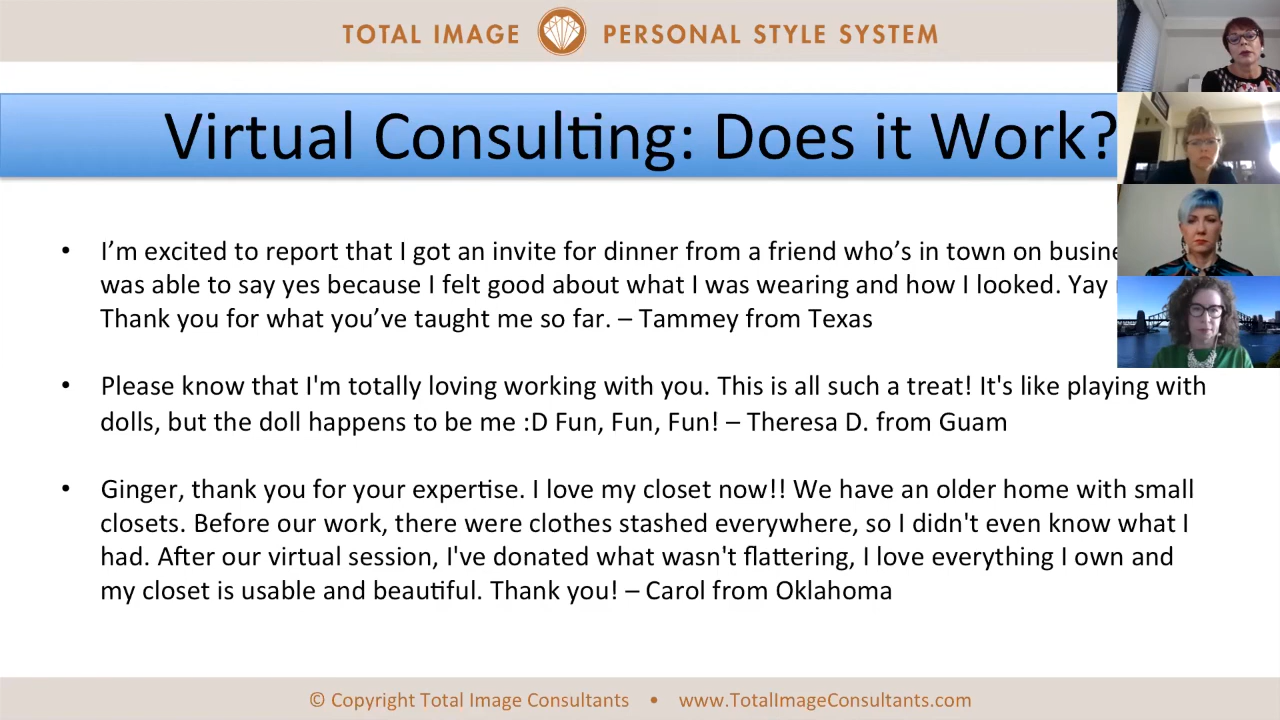 TOTAL IMAGE PERSONAL STYLE SYSTEM
Virtual Consulting: Does it Work?
• I’m excited to report that I got an invite for dinner from a friend who’s in town on
was able to say yes because I felt good about what I was wearing and how I looked. Yay
Thank you for what you’ve taught me so far. – Tammey from Texas
• Please know that I'm totally loving working with you. This is all such a treat! It's like playing with
dolls, but the doll happens to be me :D Fun, Fun, Fun! – Theresa D. from Guam
• Ginger, thank you for your expertise. I love my closet now!! We have an older home with small
closets. Before our work, there were clothes stashed everywhere, so I didn't even know what I
had. After our virtual session, I've donated what wasn't flattering, I love everything I own and
my closet is usable and beautiful. Thank you! – Carol from Oklahoma
© Copyright Total Image Consultants • www.TotalImageConsultants.com